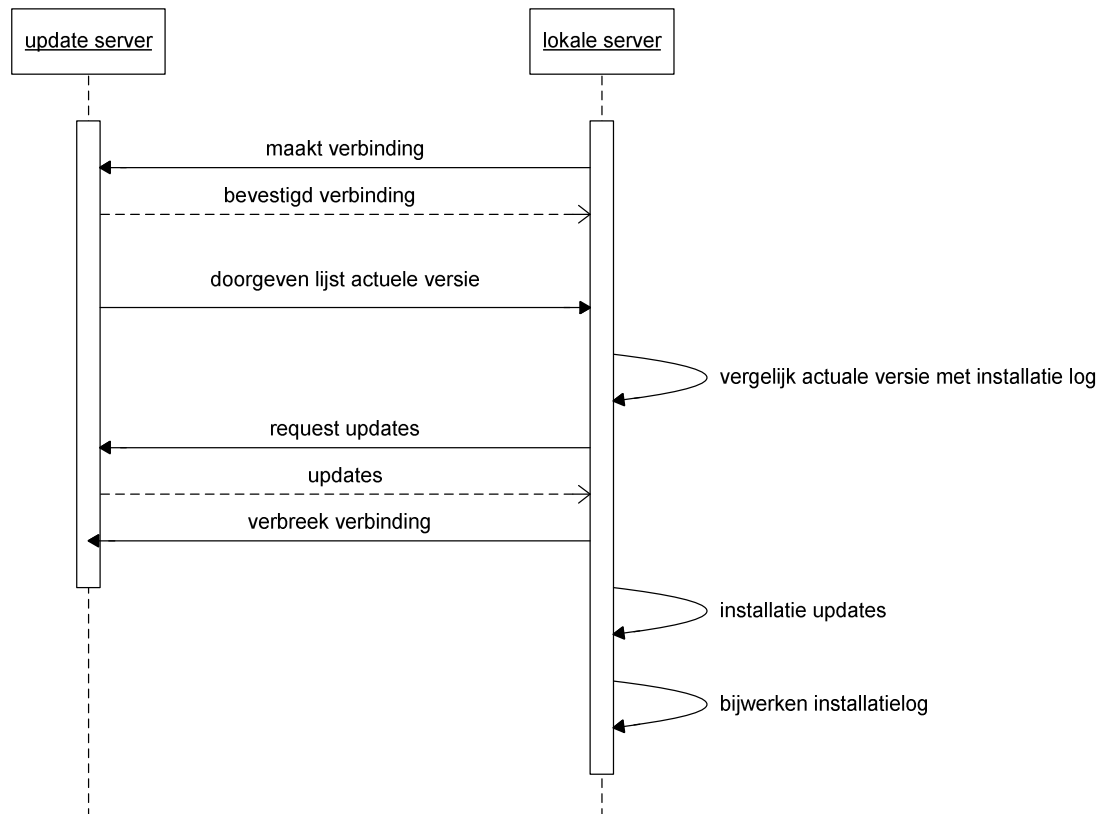 update server
lokale server
maakt verbinding
bevestigd verbinding
doorgeven lijst actuele versie
vergelijk actuale versie met installatie log
request updates
updates
verbreek verbinding
installatie updates
bijwerken installatielog